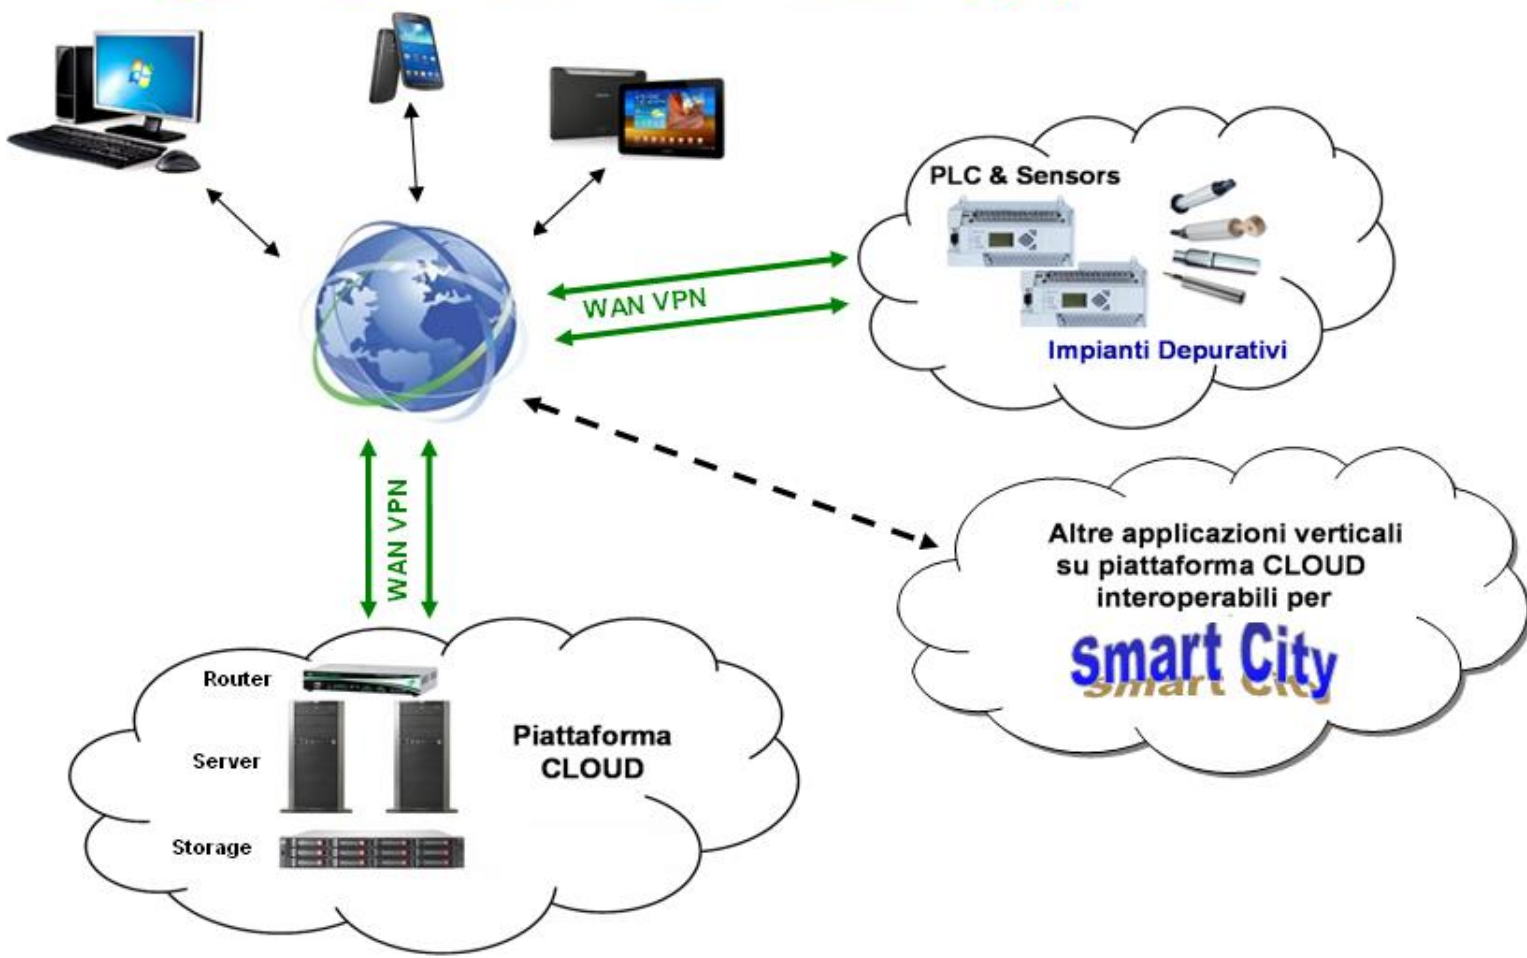 PLC & Sensors
WAN VPN
Impianti Depurativi
WAN VPN
Altre applicazioni verticali
su piattaforma CLOUD
interoperabili per
Smart City
Router
Server
Piattaforma
CLOUD
Storage